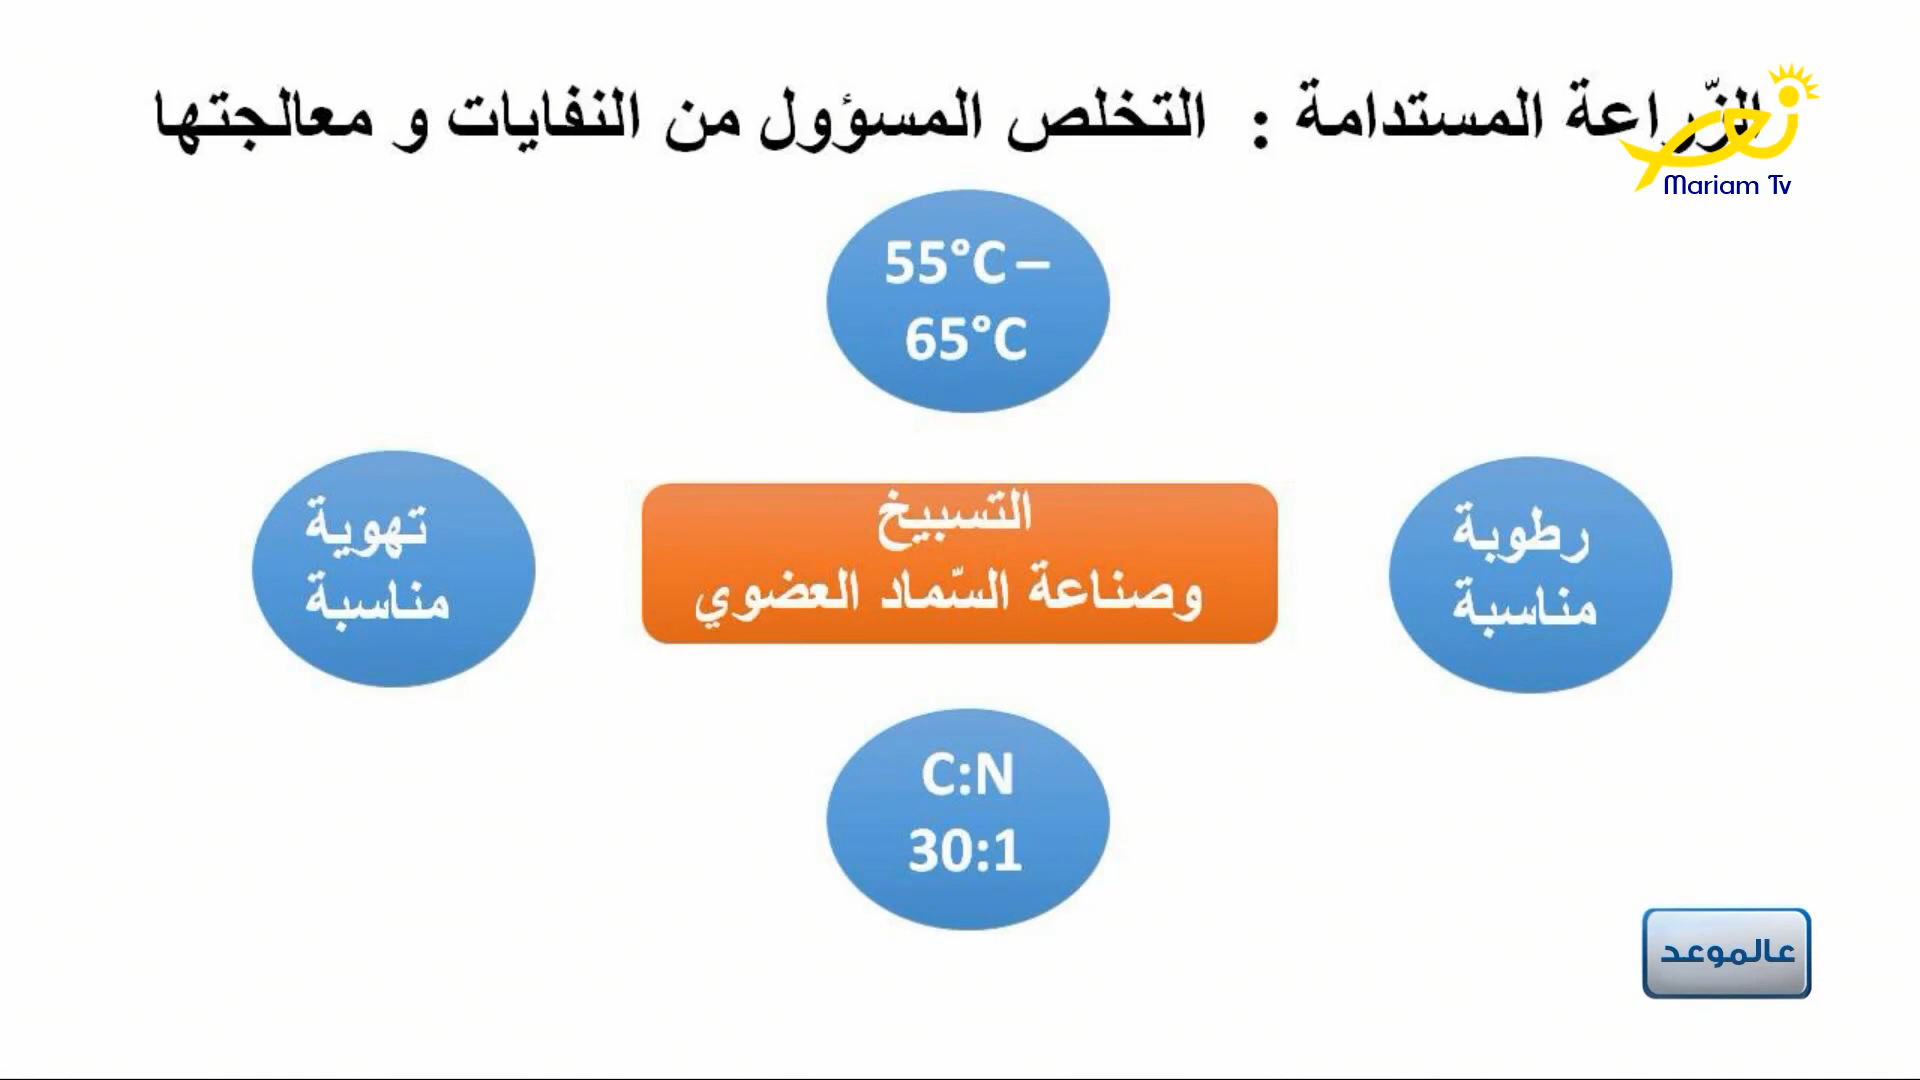 الزّراعة المستدامة : التخلص المسؤول من النفايات و معالجتها
Mariam Tv
55°C –
65°C
التسبيخ
وصناعة السّماد العضوي
رطوبة
مناسبة
تهوية
مناسبة
C:N
30:1
عالموعد